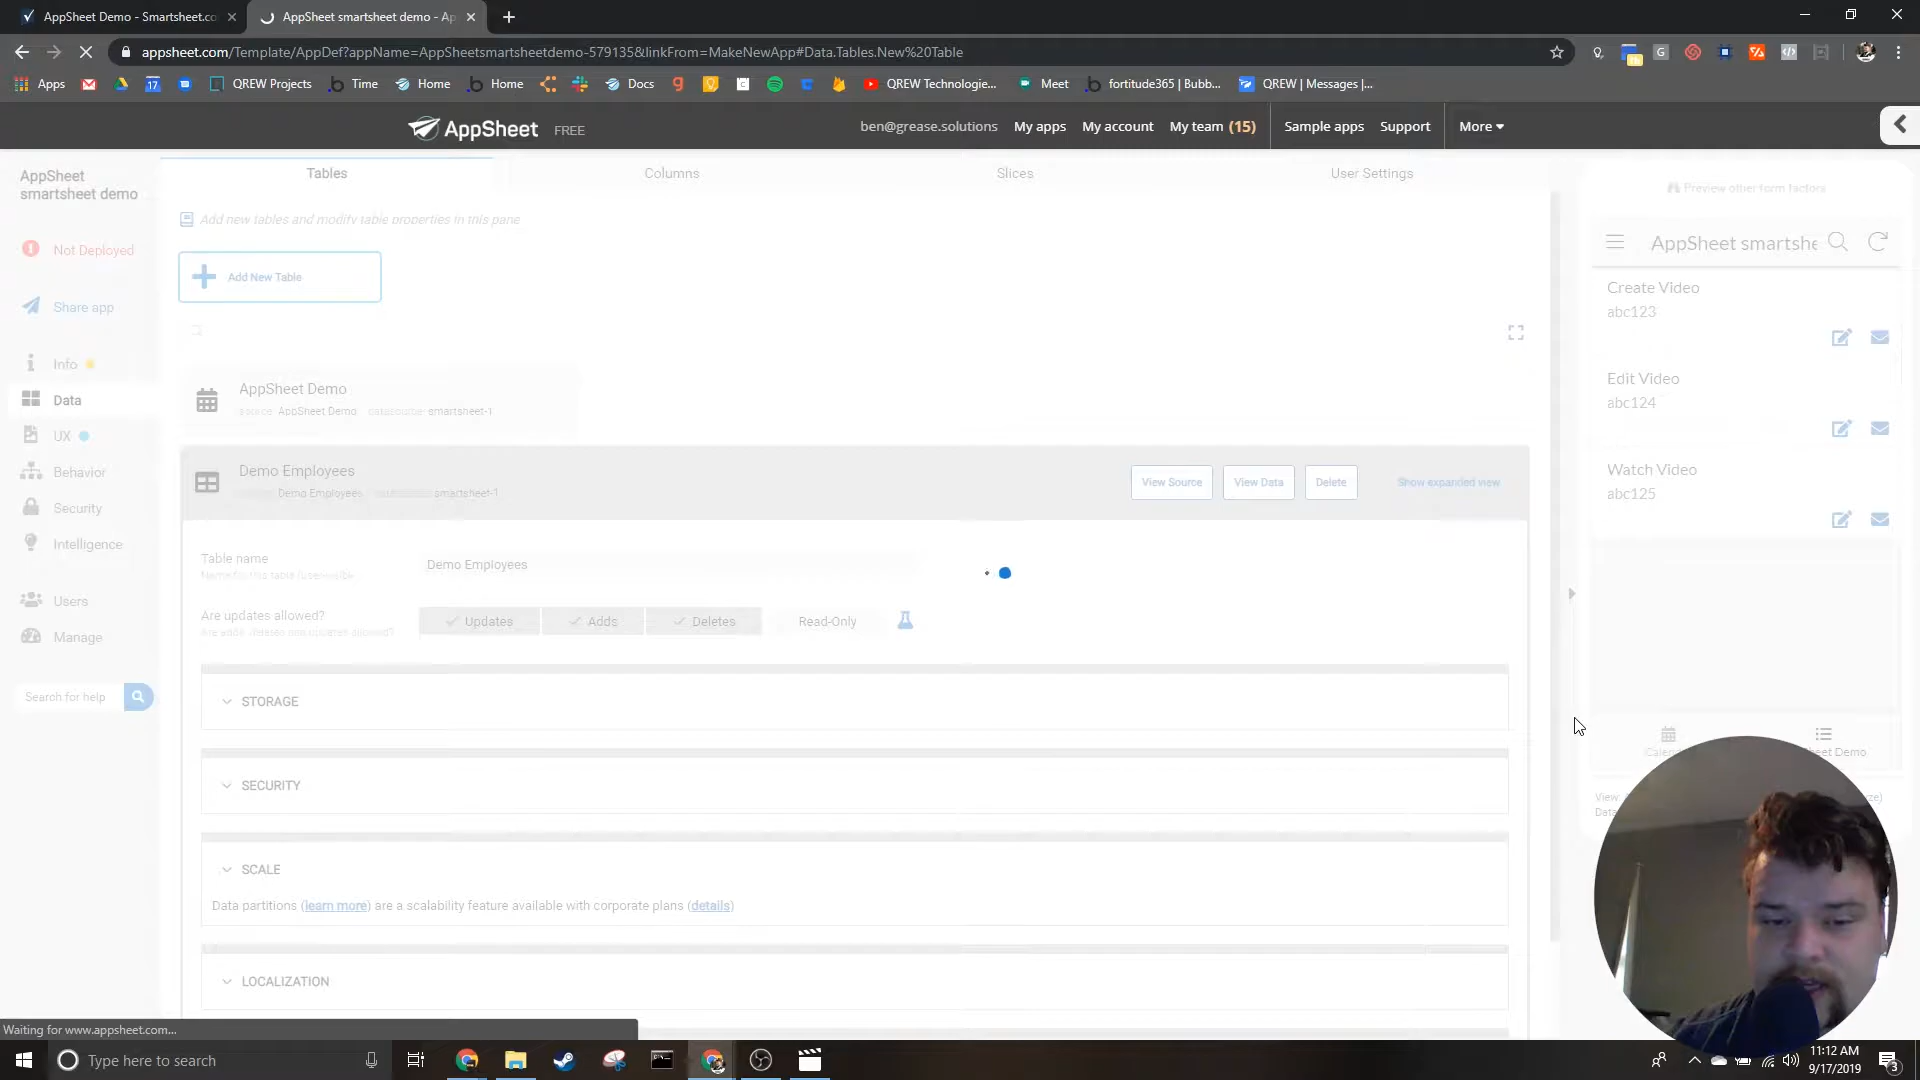 AppSheet Demo - Smartsheet.co
AppSheet smartsheet demo - Ap
appsheet.com/Template/AppDef?appName=AppSheetsmartsheetdemo-579135&linkFrom=MakeNewApp#Data.Tables.New%20Table
Apps
17
QREW Projects
Time
Home
Home
Docs
QREW Technologie...
Meet
fortitude365 | Bubb...
QREW | Messages |...
AppSheet FREE
ben@grease.solutions
My apps
My account
My team (15)
Sample apps
Support
More
AppSheet
smartsheet demo
Not Deployed
Share app
Info
Data
UX
Behavior
Security
Intelligence
Users
Manage
Search for help
Tables
Columns
Slices
User Settings
Add new tables and modify table properties in this pane
Add New Table
AppSheet Demo
source: AppSheet Demo datasource: smartsheet-1
Demo Employees
Demo Employees smartsheet-1
View Source
View Data
Delete
Show expanded view
Table name
Demo Employees
Are updates allowed?
Updates
Adds
Deletes
Read-Only
STORAGE
SECURITY
SCALE
Data partitions (learn more) are a scalability feature available with corporate plans (details)
LOCALIZATION
Preview other form factors
AppSheet smartshe
Create Video
abc123
Edit Video
abc124
Watch Video
abc125
Waiting for www.appsheet.com...
Type here to search
11:12 AM
9/17/2019
3